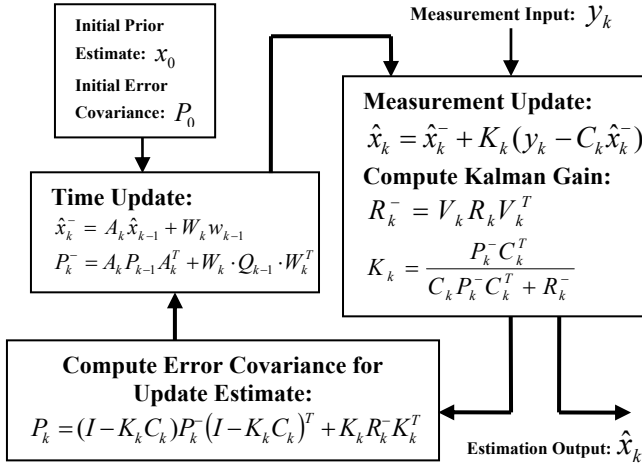 Initial Prior
Estimate: x_0
Initial Error
Covariance: P_0
Measurement Input: y_k
Time Update:
x̂_k^- = A_k x̂_{k-1} + W_k w_{k-1}
P_k^- = A_k P_{k-1} A_k^T + W_k · Q_{k-1} · W_k^T
Measurement Update:
x̂_k = x̂_k^- + K_k (y_k − C_k x̂_k^-)
Compute Kalman Gain:
R_k^- = V_k R_k V_k^T
K_k = \frac{P_k^- C_k^T}{C_k P_k^- C_k^T + R_k^-}
Compute Error Covariance for
Update Estimate:
P_k = (I − K_k C_k) P_k^- (I − K_k C_k)^T + K_k R_k^- K_k^T
Estimation Output: x̂_k